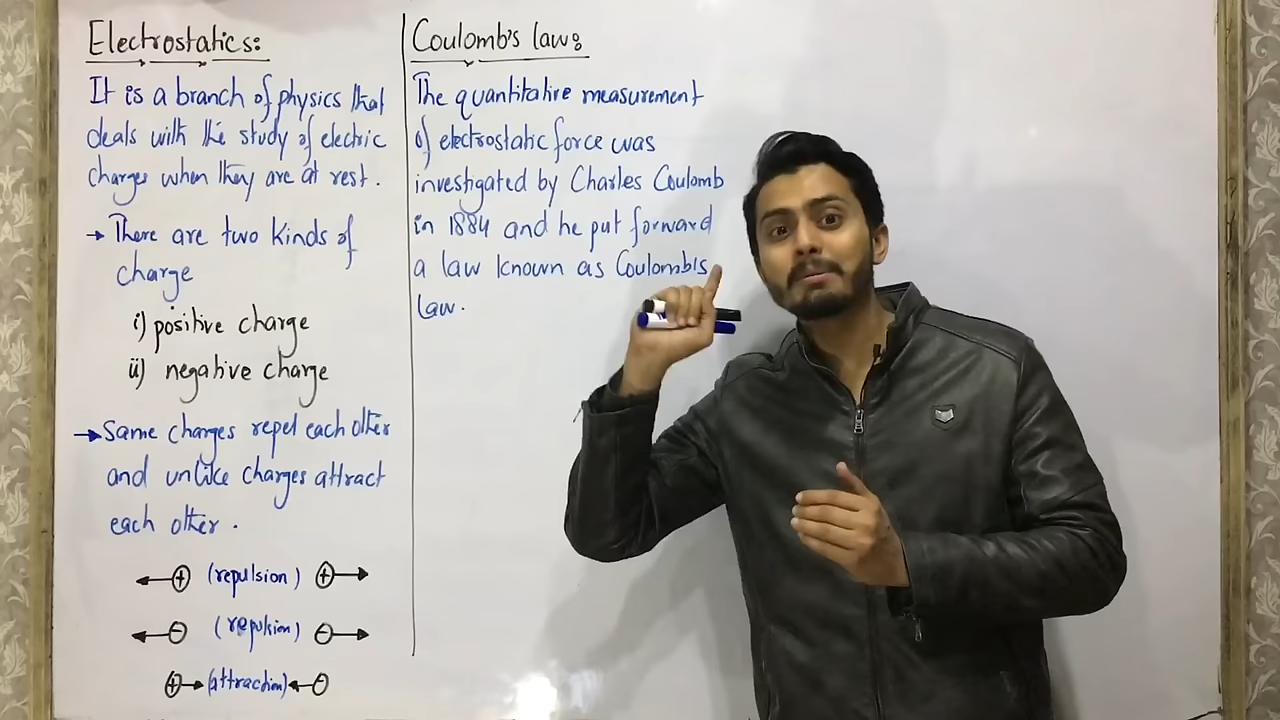 Electrostatics:
It is a branch of physics that
deals with the study of electric
charges when they are at rest.
→ There are two kinds of
charge
i) positive charge
ii) negative charge
→ Same charges repel each other
and unlike charges attract
each other.
+ (repulsion) +
- (repulsion) -
+ → (attraction) ← -
Coulomb's law:
The quantitative measurement
of electrostatic force was
investigated by Charles Coulomb
in 1884 and he put forward
a law known as Coulomb's
law.